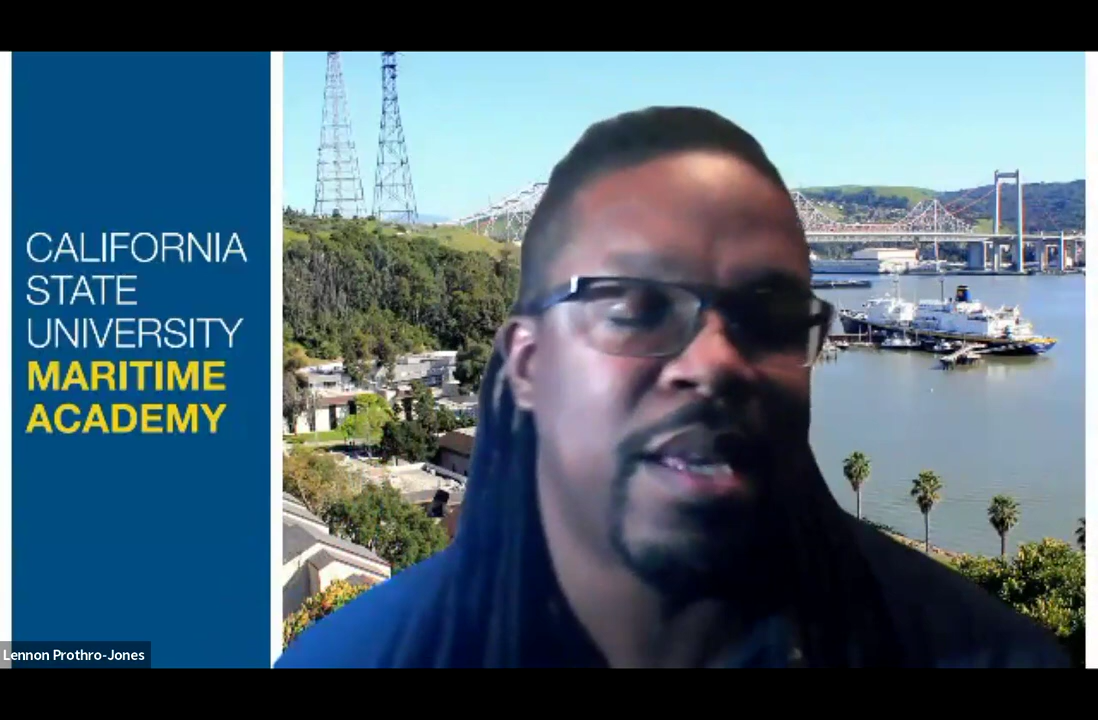 CALIFORNIA
STATE
UNIVERSITY
MARITIME
ACADEMY
Lennon Prothro-Jones